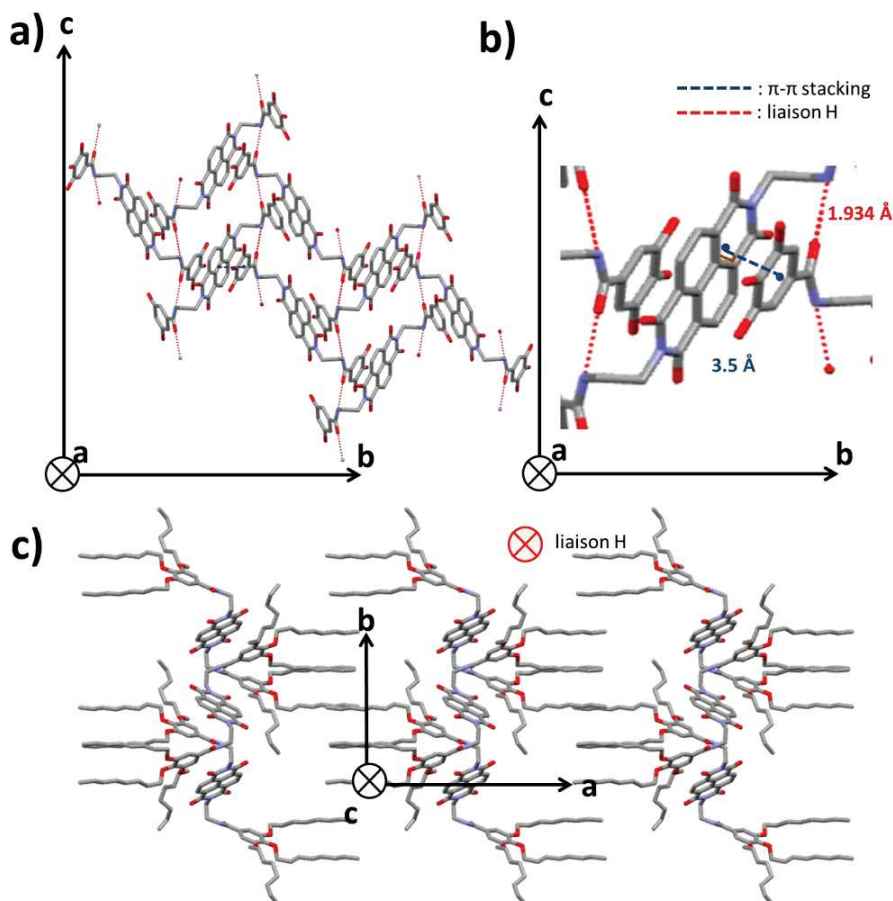 a)
c
a
b
b)
: π-π stacking
: liaison H
c
1.934 Å
3.5 Å
a
b
c)
liaison H
b
c
a